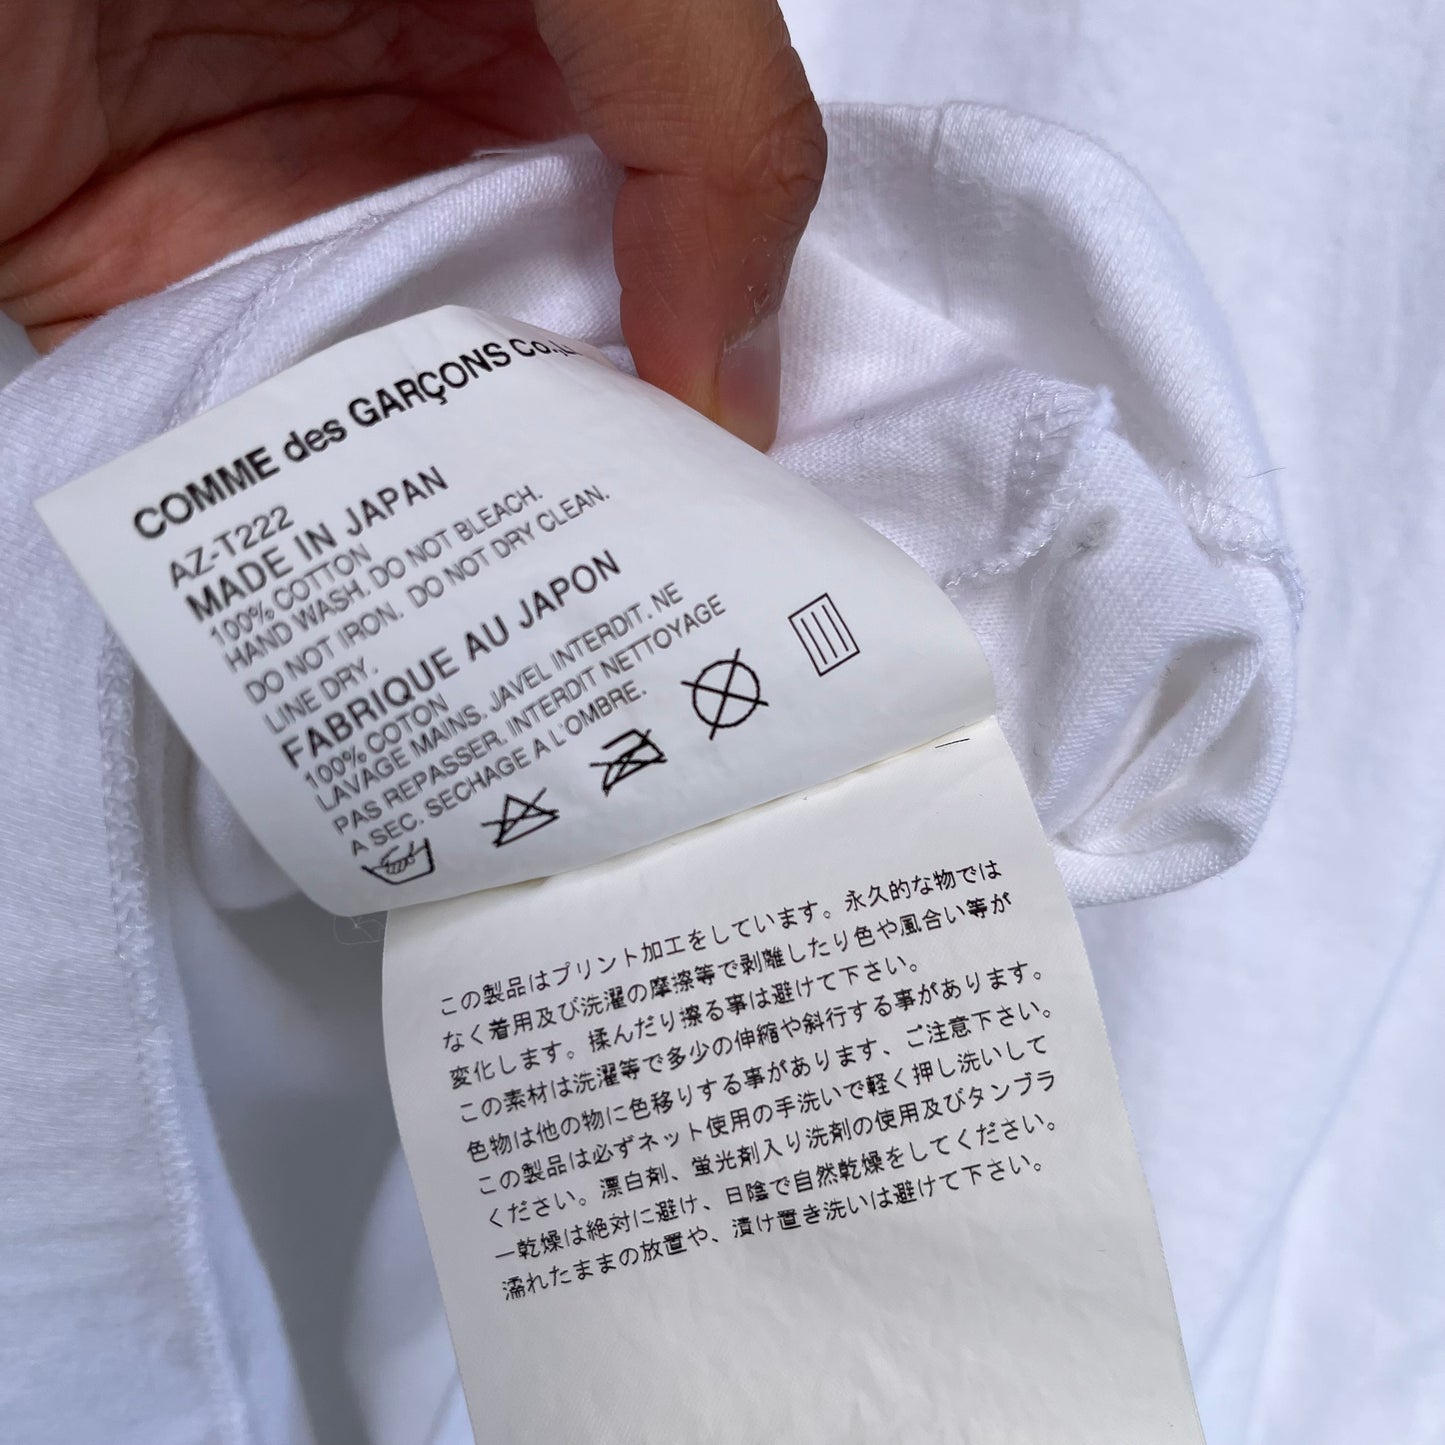 COMME des GARÇONS Co.,L
AZ-T222
MADE IN JAPAN
100% COTTON
HAND WASH. DO NOT BLEACH.
DO NOT IRON. DO NOT DRY CLEAN.
LINE DRY.
FABRIQUE AU JAPON
100% COTON
LAVAGE MAINS. JAVEL INTERDIT. NE
PAS REPASSER. INTERDIT NETTOYAGE
A SEC. SECHAGE A L'OMBRE.
この製品はプリント加工をしています。永久的な物では
なく着用及び洗濯の摩擦等で剥離したり色や風合い等が
変化します。揉んだり擦る事は避けて下さい。
この素材は洗濯等で多少の伸縮や斜行する事があります。
色物は他の物に色移りする事があります、ご注意下さい。
この製品は必ずネット使用の手洗いで軽く押し洗いして
ください。漂白剤、蛍光剤入り洗剤の使用及びタンブラ
ー乾燥は絶対に避け、日陰で自然乾燥をしてください。
濡れたままの放置や、漬け置き洗いは避けて下さい。